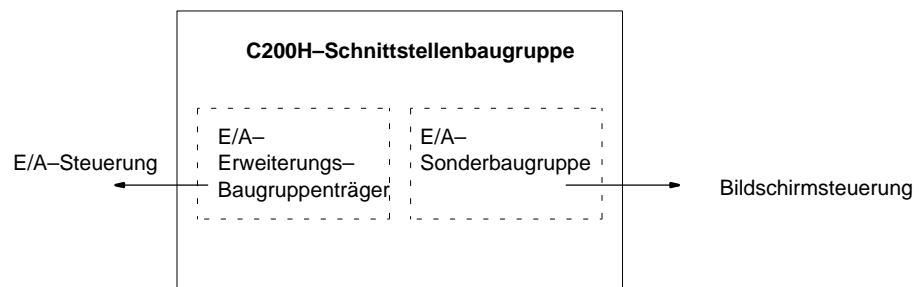 C200H–Schnittstellenbaugruppe
E/A–
Erweiterungs–
Baugruppenträger
E/A–
Sonderbaugruppe
E/A–Steuerung
Bildschirmsteuerung